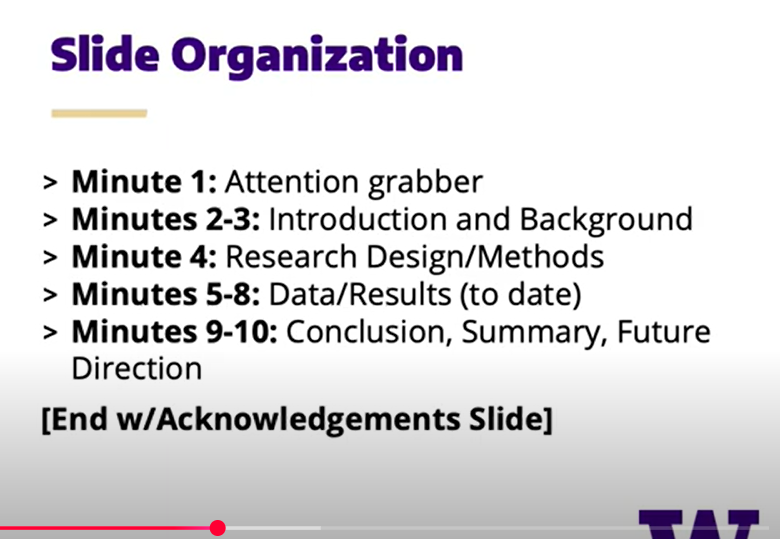 Slide Organization
> Minute 1: Attention grabber
> Minutes 2-3: Introduction and Background
> Minute 4: Research Design/Methods
> Minutes 5-8: Data/Results (to date)
> Minutes 9-10: Conclusion, Summary, Future
Direction
[End w/Acknowledgements Slide]
W